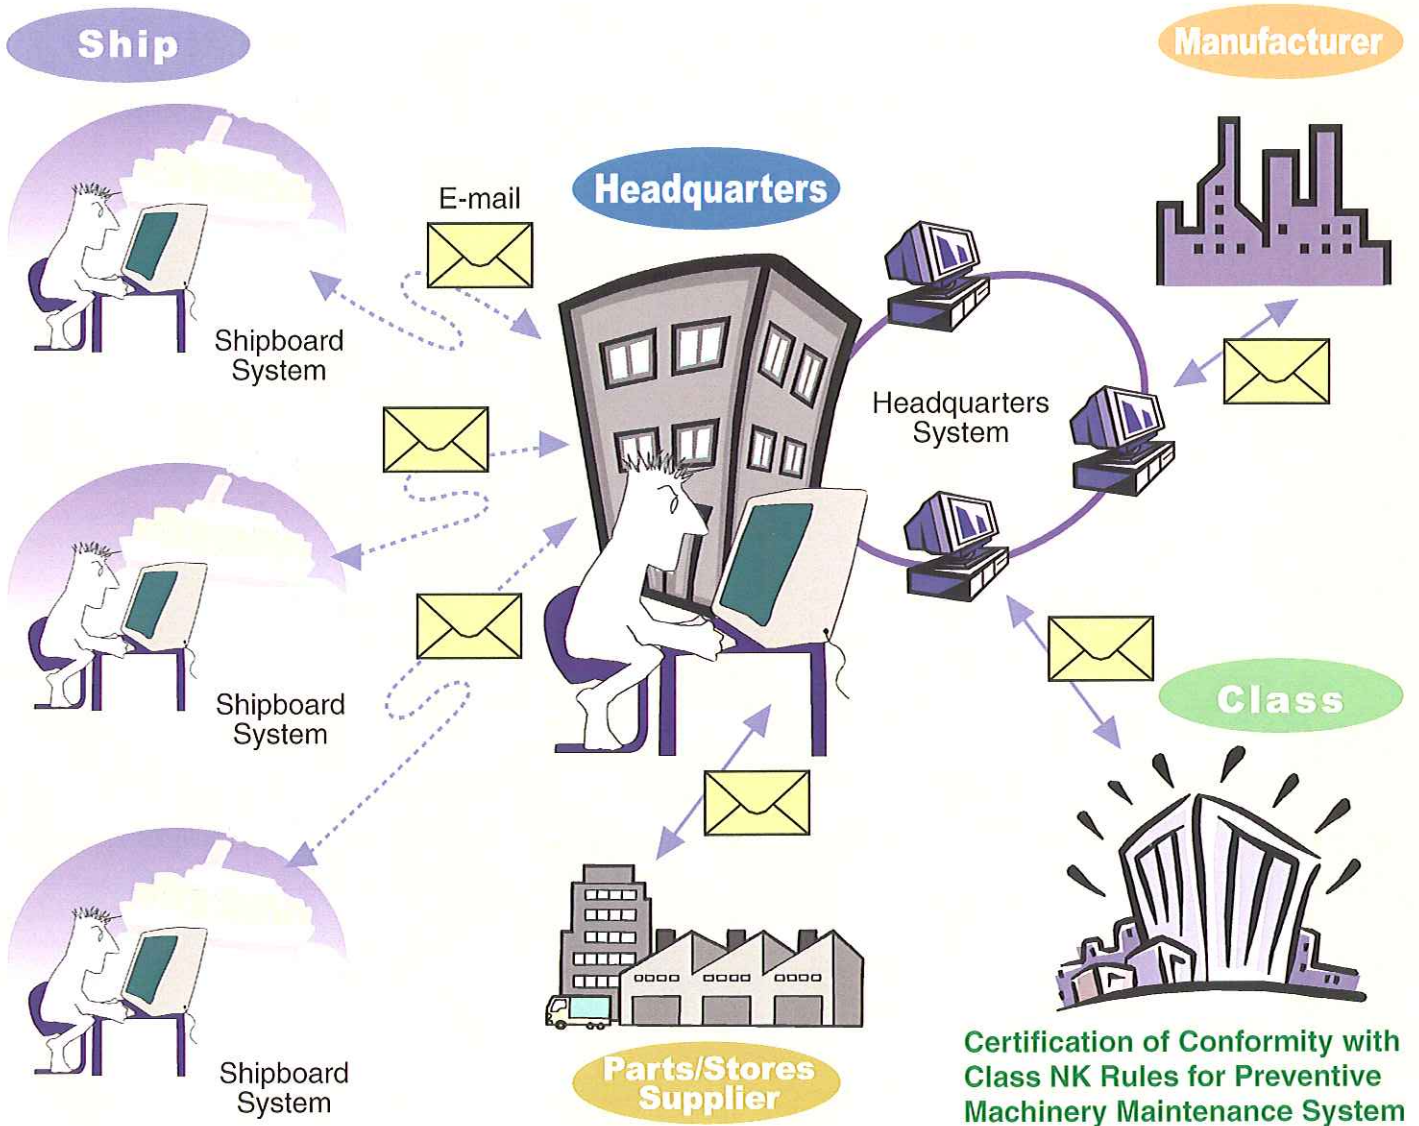 Ship
Manufacturer
E-mail
Headquarters
Shipboard
System
Headquarters
System
Shipboard
System
Class
Shipboard
System
Parts/Stores
Supplier
Certification of Conformity with
Class NK Rules for Preventive
Machinery Maintenance System